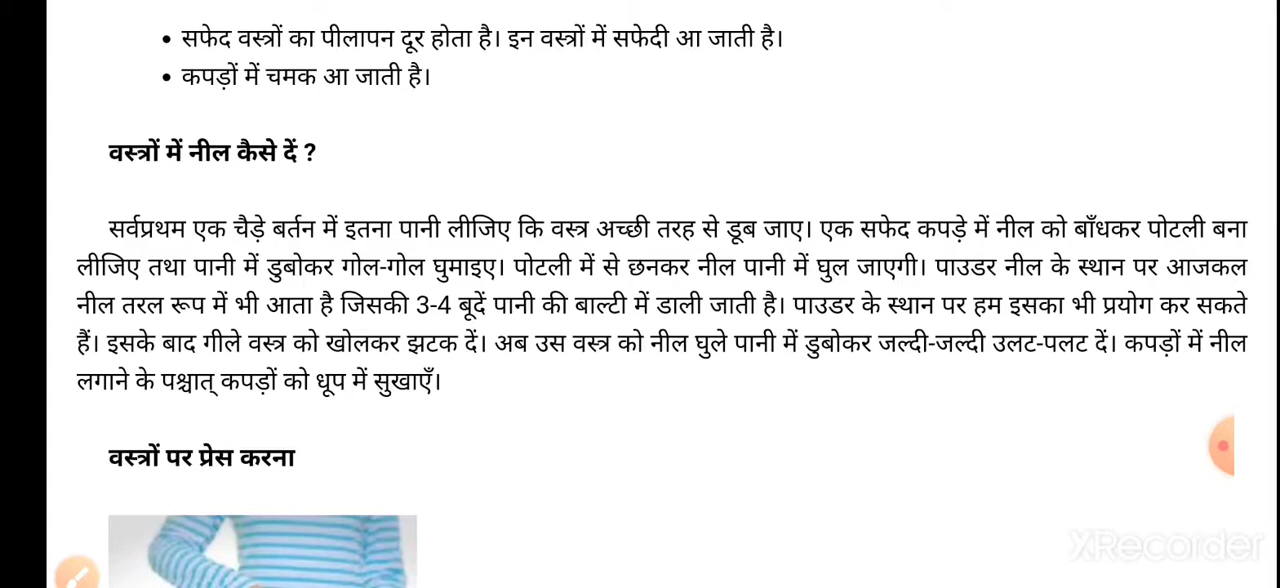 • सफेद वस्त्रों का पीलापन दूर होता है। इन वस्त्रों में सफेदी आ जाती है।
• कपड़ों में चमक आ जाती है।
वस्त्रों में नील कैसे दें ?
सर्वप्रथम एक चैड़े बर्तन में इतना पानी लीजिए कि वस्त्र अच्छी तरह से डूब जाए। एक सफेद कपड़े में नील को बाँधकर पोटली बना
लीजिए तथा पानी में डुबोकर गोल-गोल घुमाइए। पोटली में से छनकर नील पानी में घुल जाएगी। पाउडर नील के स्थान पर आजकल
नील तरल रूप में भी आता है जिसकी 3-4 बूदें पानी की बाल्टी में डाली जाती है। पाउडर के स्थान पर हम इसका भी प्रयोग कर सकते
हैं। इसके बाद गीले वस्त्र को खोलकर झटक दें। अब उस वस्त्र को नील घुले पानी में डुबोकर जल्दी-जल्दी उलट-पलट दें। कपड़ों में नील
लगाने के पश्चात् कपड़ों को धूप में सुखाएँ।
वस्त्रों पर प्रेस करना
XRecorder